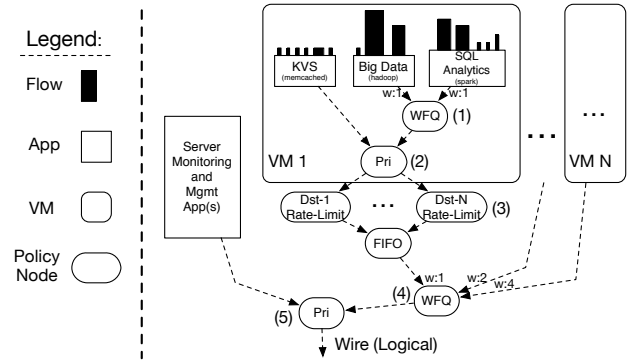 Legend:
Flow
App
VM
Policy
Node
KVS
(memcached)
Big Data
(hadoop)
SQL
Analytics
(spark)
w:1
w:1
WFQ
(1)
Pri
(2)
VM 1
...
...
VM N
Server
Monitoring
and
Mgmt
App(s)
Dst-1
Rate-Limit
...
Dst-N
Rate-Limit
(3)
FIFO
w:1
w:2
w:4
(4)
WFQ
(5)
Pri
Wire (Logical)